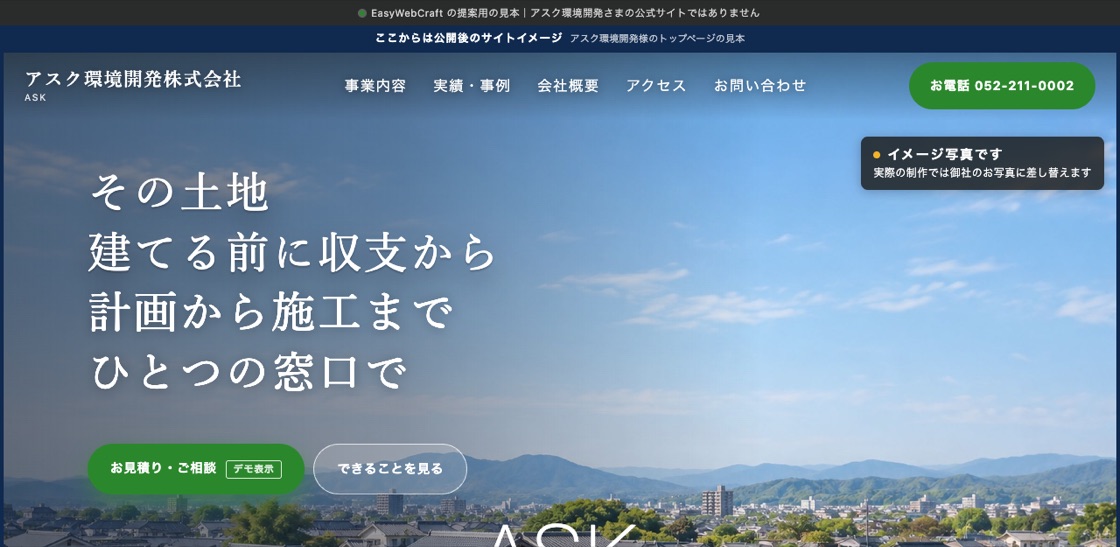 EasyWebCraft の提案用の見本｜アスク環境開発さまの公式サイトではありません
ここからは公開後のサイトイメージ アスク環境開発様のトップページの見本
アスク環境開発株式会社
ASK
事業内容 実績・事例 会社概要 アクセス お問い合わせ
お電話 052-211-0002
イメージ写真です
実際の制作では御社のお写真に差し替えます
その土地
建てる前に収支から
計画から施工まで
ひとつの窓口で
お見積り・ご相談 デモ表示
できることを見る
ASK